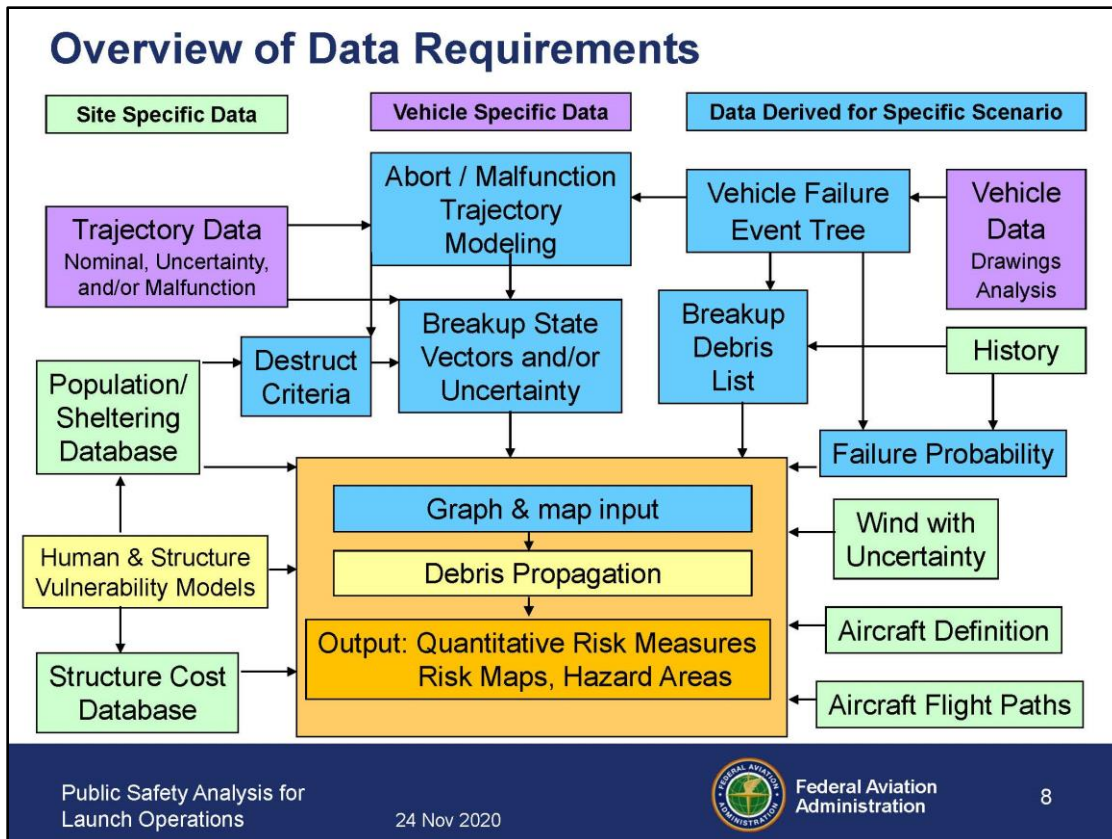 Overview of Data Requirements
Site Specific Data
Vehicle Specific Data
Data Derived for Specific Scenario
Abort / Malfunction
Trajectory
Modeling
Vehicle Failure
Event Tree
Vehicle
Data
Drawings
Analysis
Trajectory Data
Nominal, Uncertainty,
and/or Malfunction
Breakup State
Vectors and/or
Uncertainty
Breakup
Debris
List
History
Destruct
Criteria
Population/
Sheltering
Database
Failure Probability
Graph & map input
Wind with
Uncertainty
Human & Structure
Vulnerability Models
Debris Propagation
Output: Quantitative Risk Measures
Risk Maps, Hazard Areas
Aircraft Definition
Structure Cost
Database
Aircraft Flight Paths
Public Safety Analysis for
Launch Operations
24 Nov 2020
FEDERAL AVIATION
ADMINISTRATION
Federal Aviation
Administration
8